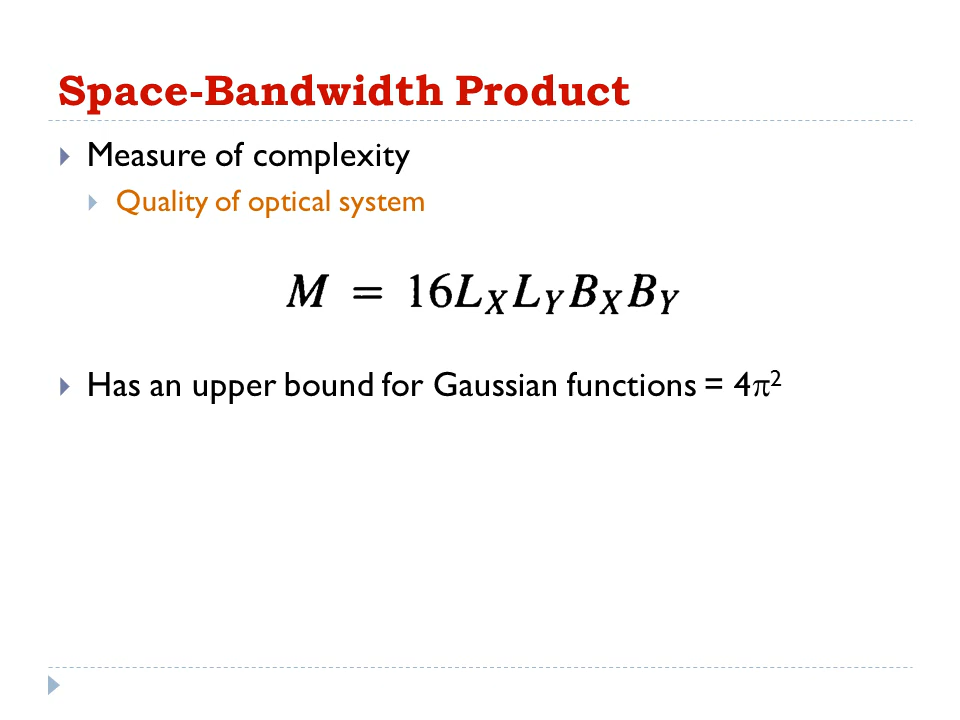 Space-Bandwidth Product
Measure of complexity
Quality of optical system
M = 16L_X L_Y B_X B_Y
Has an upper bound for Gaussian functions = 4π²